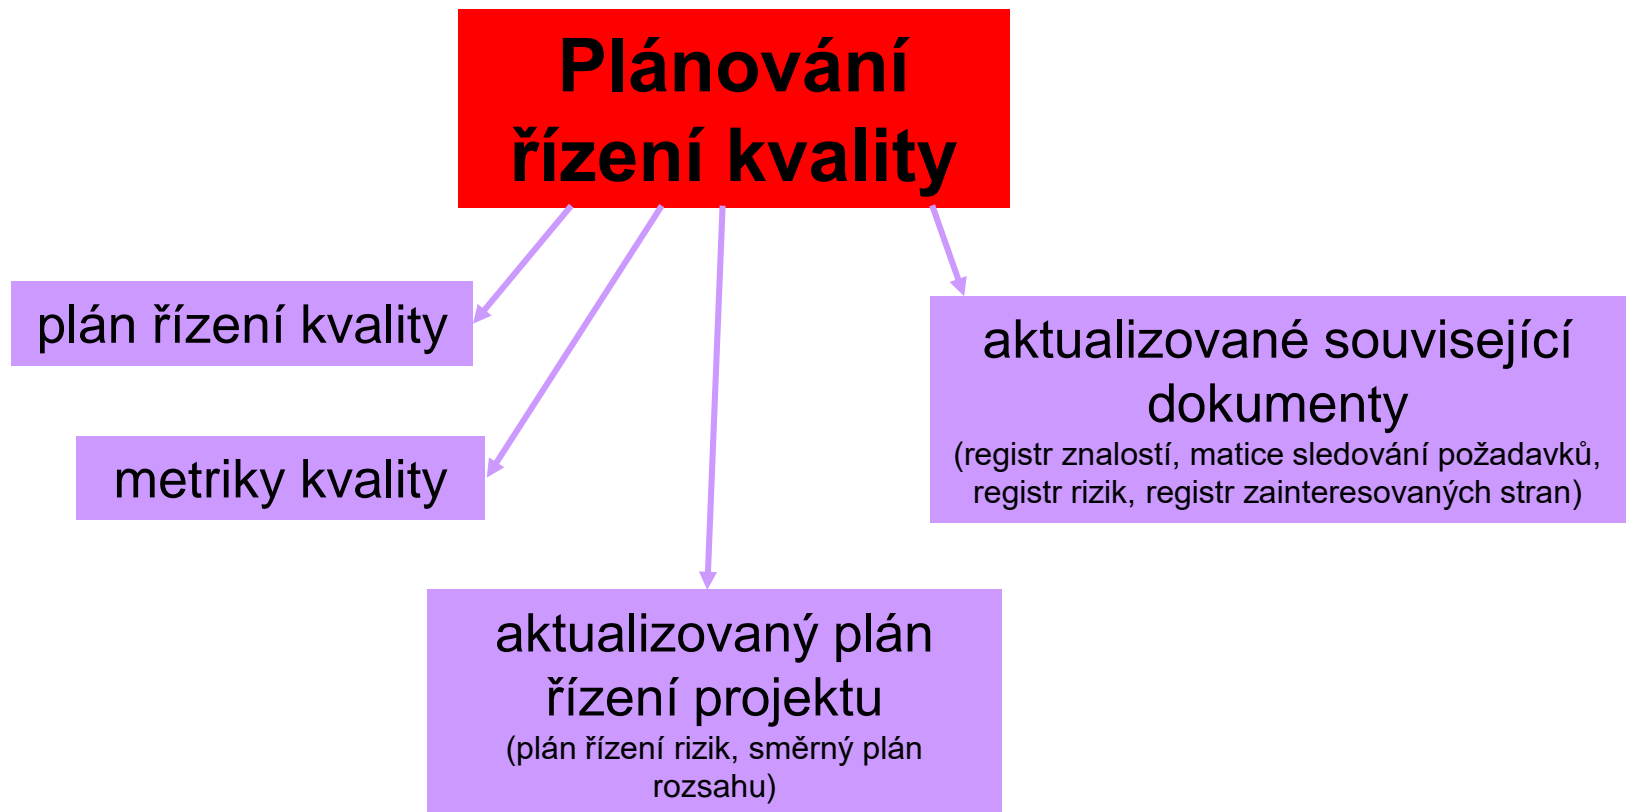 Plánování
řízení kvality
plán řízení kvality
metriky kvality
aktualizované související
dokumenty
(registr znalostí, matice sledování požadavků,
registr rizik, registr zainteresovaných stran)
aktualizovaný plán
řízení projektu
(plán řízení rizik, směrný plán
rozsahu)